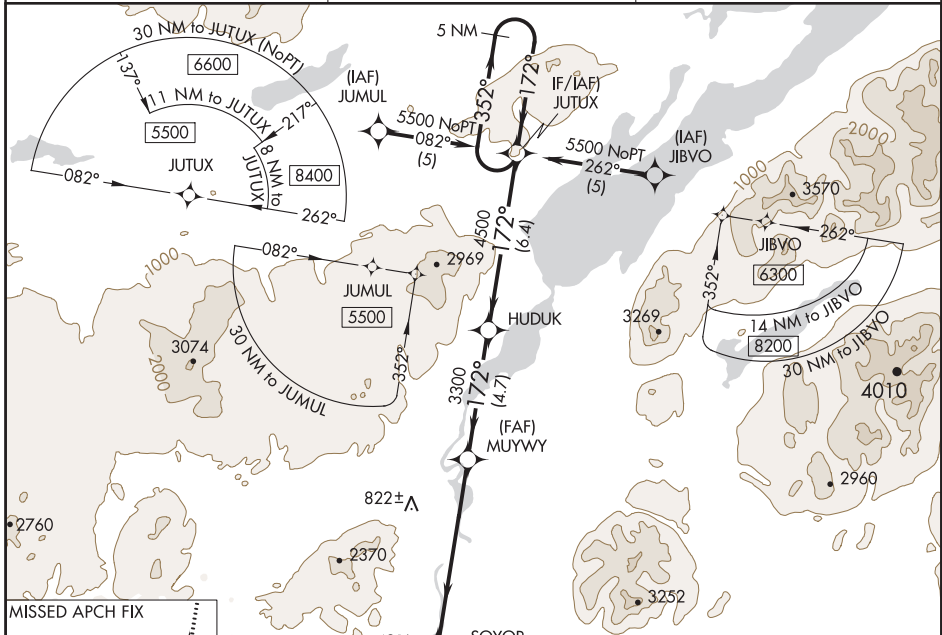 30 NM to JUTUX (NoPT)
6600
137°
11 NM to JUTUX
217°
5500
8 NM to
JUTUX
8400
JUTUX
082°
262°
5 NM
352°
172°
(IAF)
JUMUL
5500 NoPT
082°
(5)
IF/IAF)
JUTUX
5500 NoPT
262°
(5)
(IAF)
JIBVO
1000
2000
3570
JIBVO
262°
6300
352°
14 NM to JIBVO
8200
30 NM to JIBVO
3269
4010
4500
172°
(6.4)
HUDUK
1000
082°
2969
JUMUL
5500
352°
30 NM to JUMUL
3074
2000
3300
172°
(4.7)
(FAF)
MUYWY
822±
2960
2760
2370
3252
MISSED APCH FIX